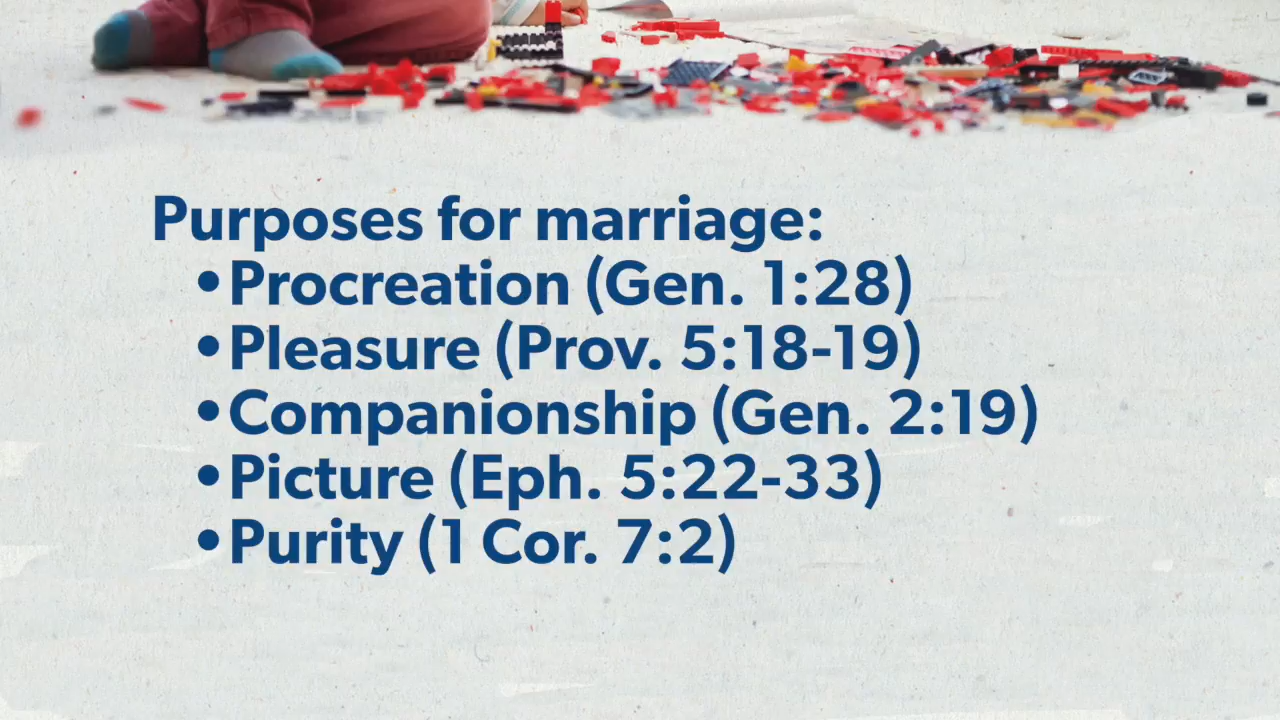 Purposes for marriage:
•Procreation (Gen. 1:28)
•Pleasure (Prov. 5:18-19)
•Companionship (Gen. 2:19)
•Picture (Eph. 5:22-33)
•Purity (1 Cor. 7:2)